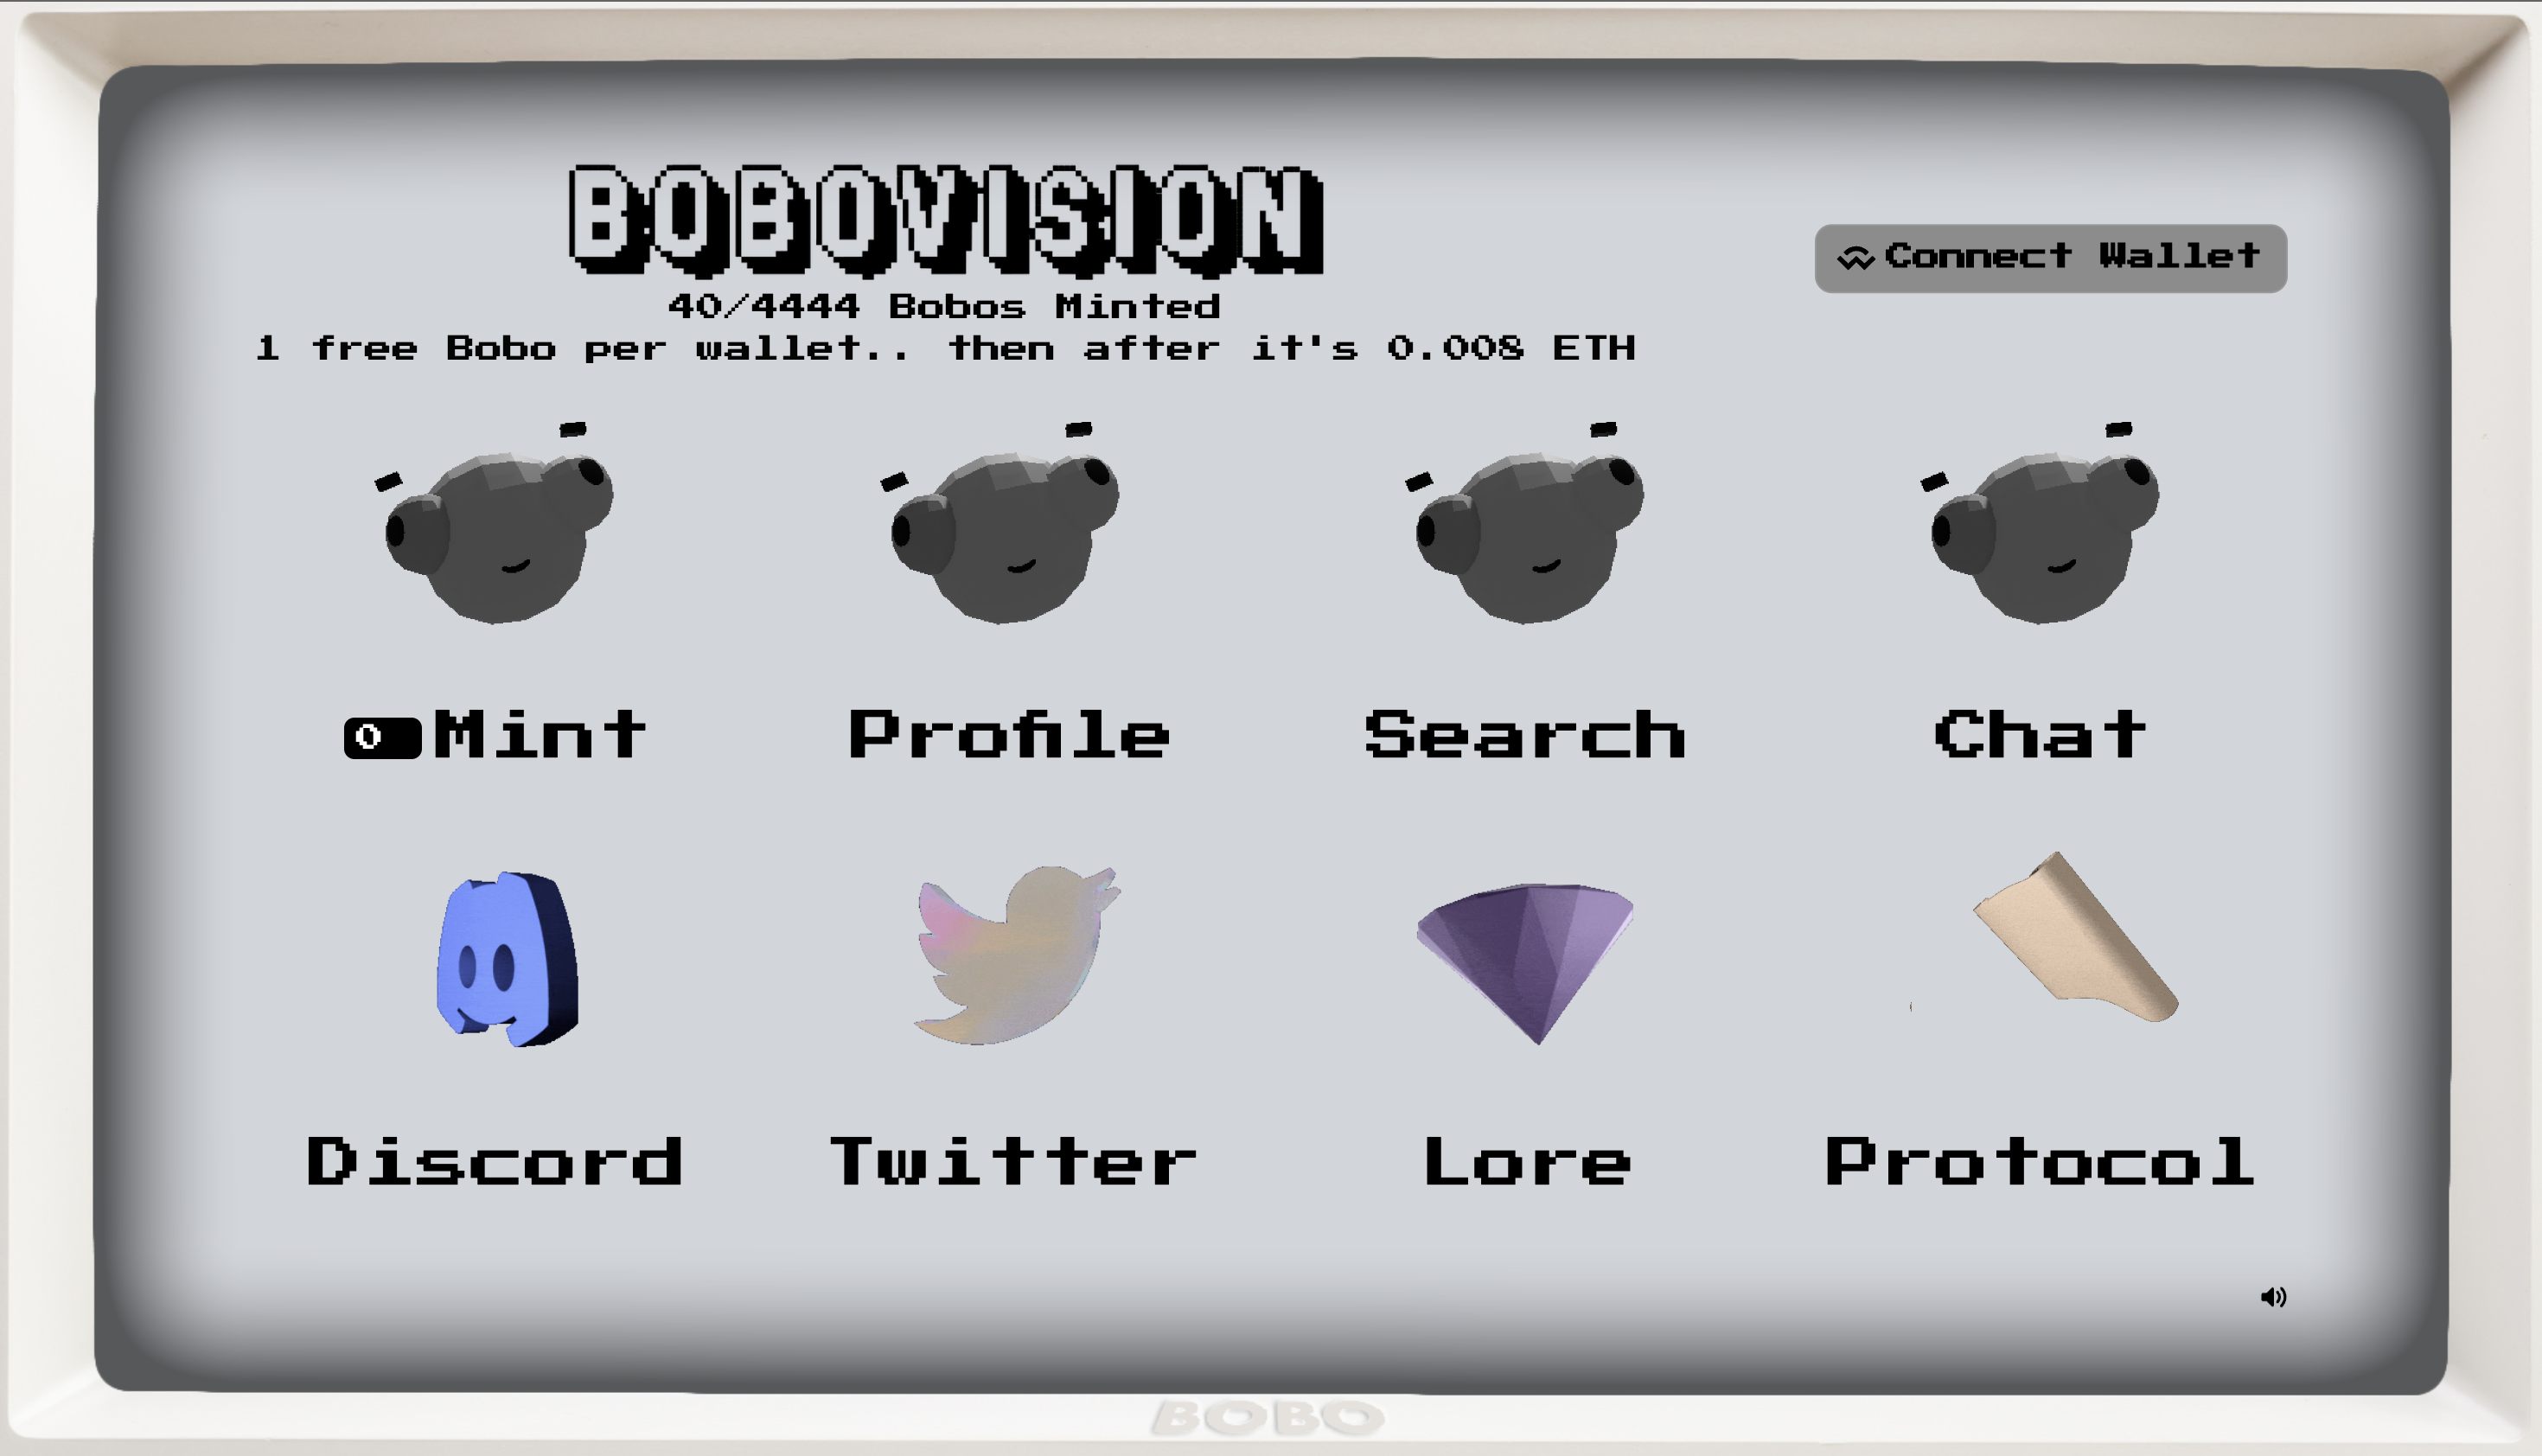 BOBOVISION
Connect Wallet
40/4444 Bobos Minted
1 free Bobo per wallet.. then after it's 0.008 ETH
0 Mint
Profile
Search
Chat
Discord
Twitter
Lore
Protocol
BOBO